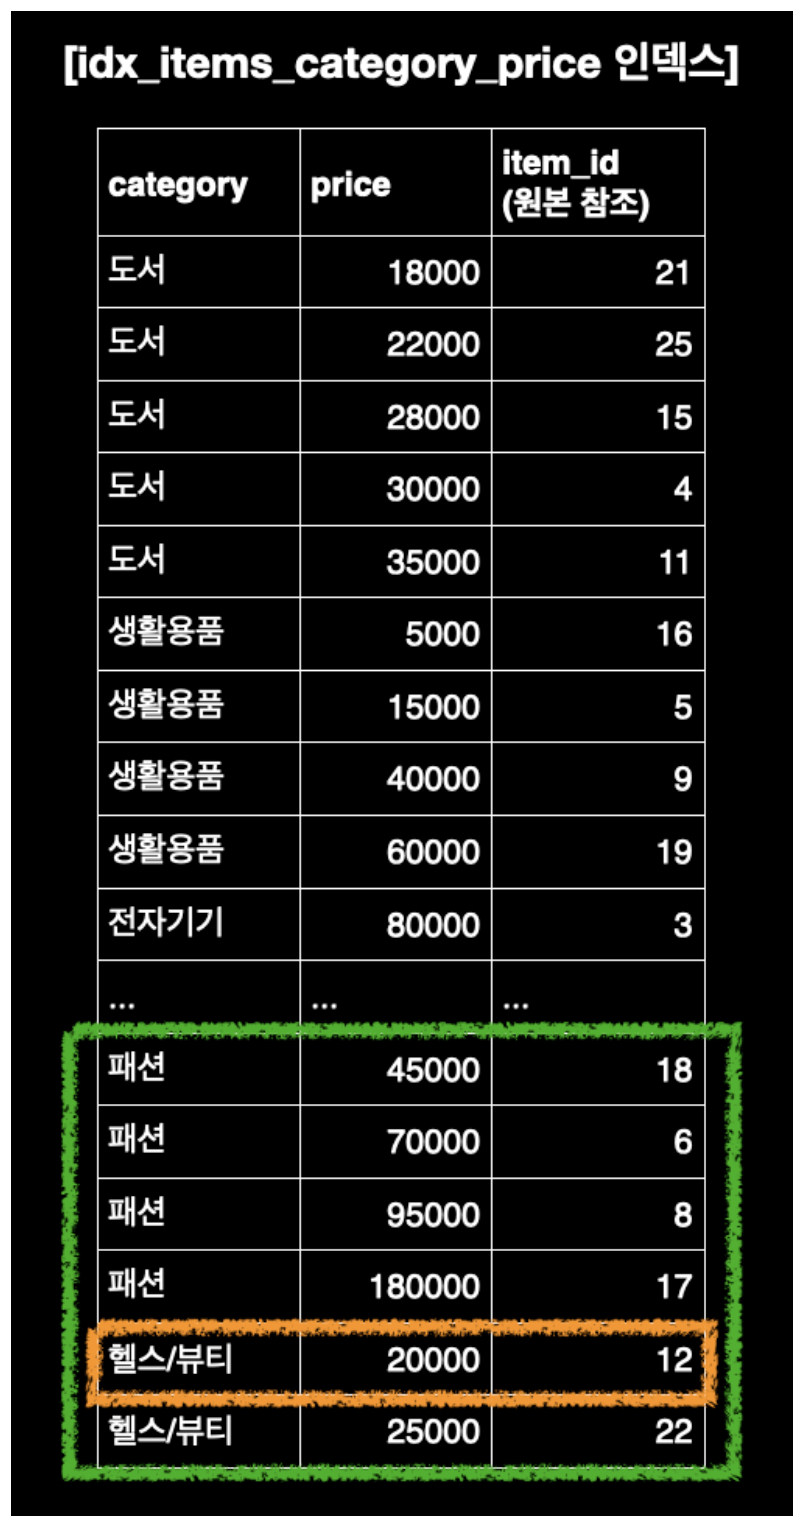 [idx_items_category_price 인덱스]
category price item_id
(원본 참조)
도서 18000 21
도서 22000 25
도서 28000 15
도서 30000 4
도서 35000 11
생활용품 5000 16
생활용품 15000 5
생활용품 40000 9
생활용품 60000 19
전자기기 80000 3
... ... ...
패션 45000 18
패션 70000 6
패션 95000 8
패션 180000 17
헬스/뷰티 20000 12
헬스/뷰티 25000 22